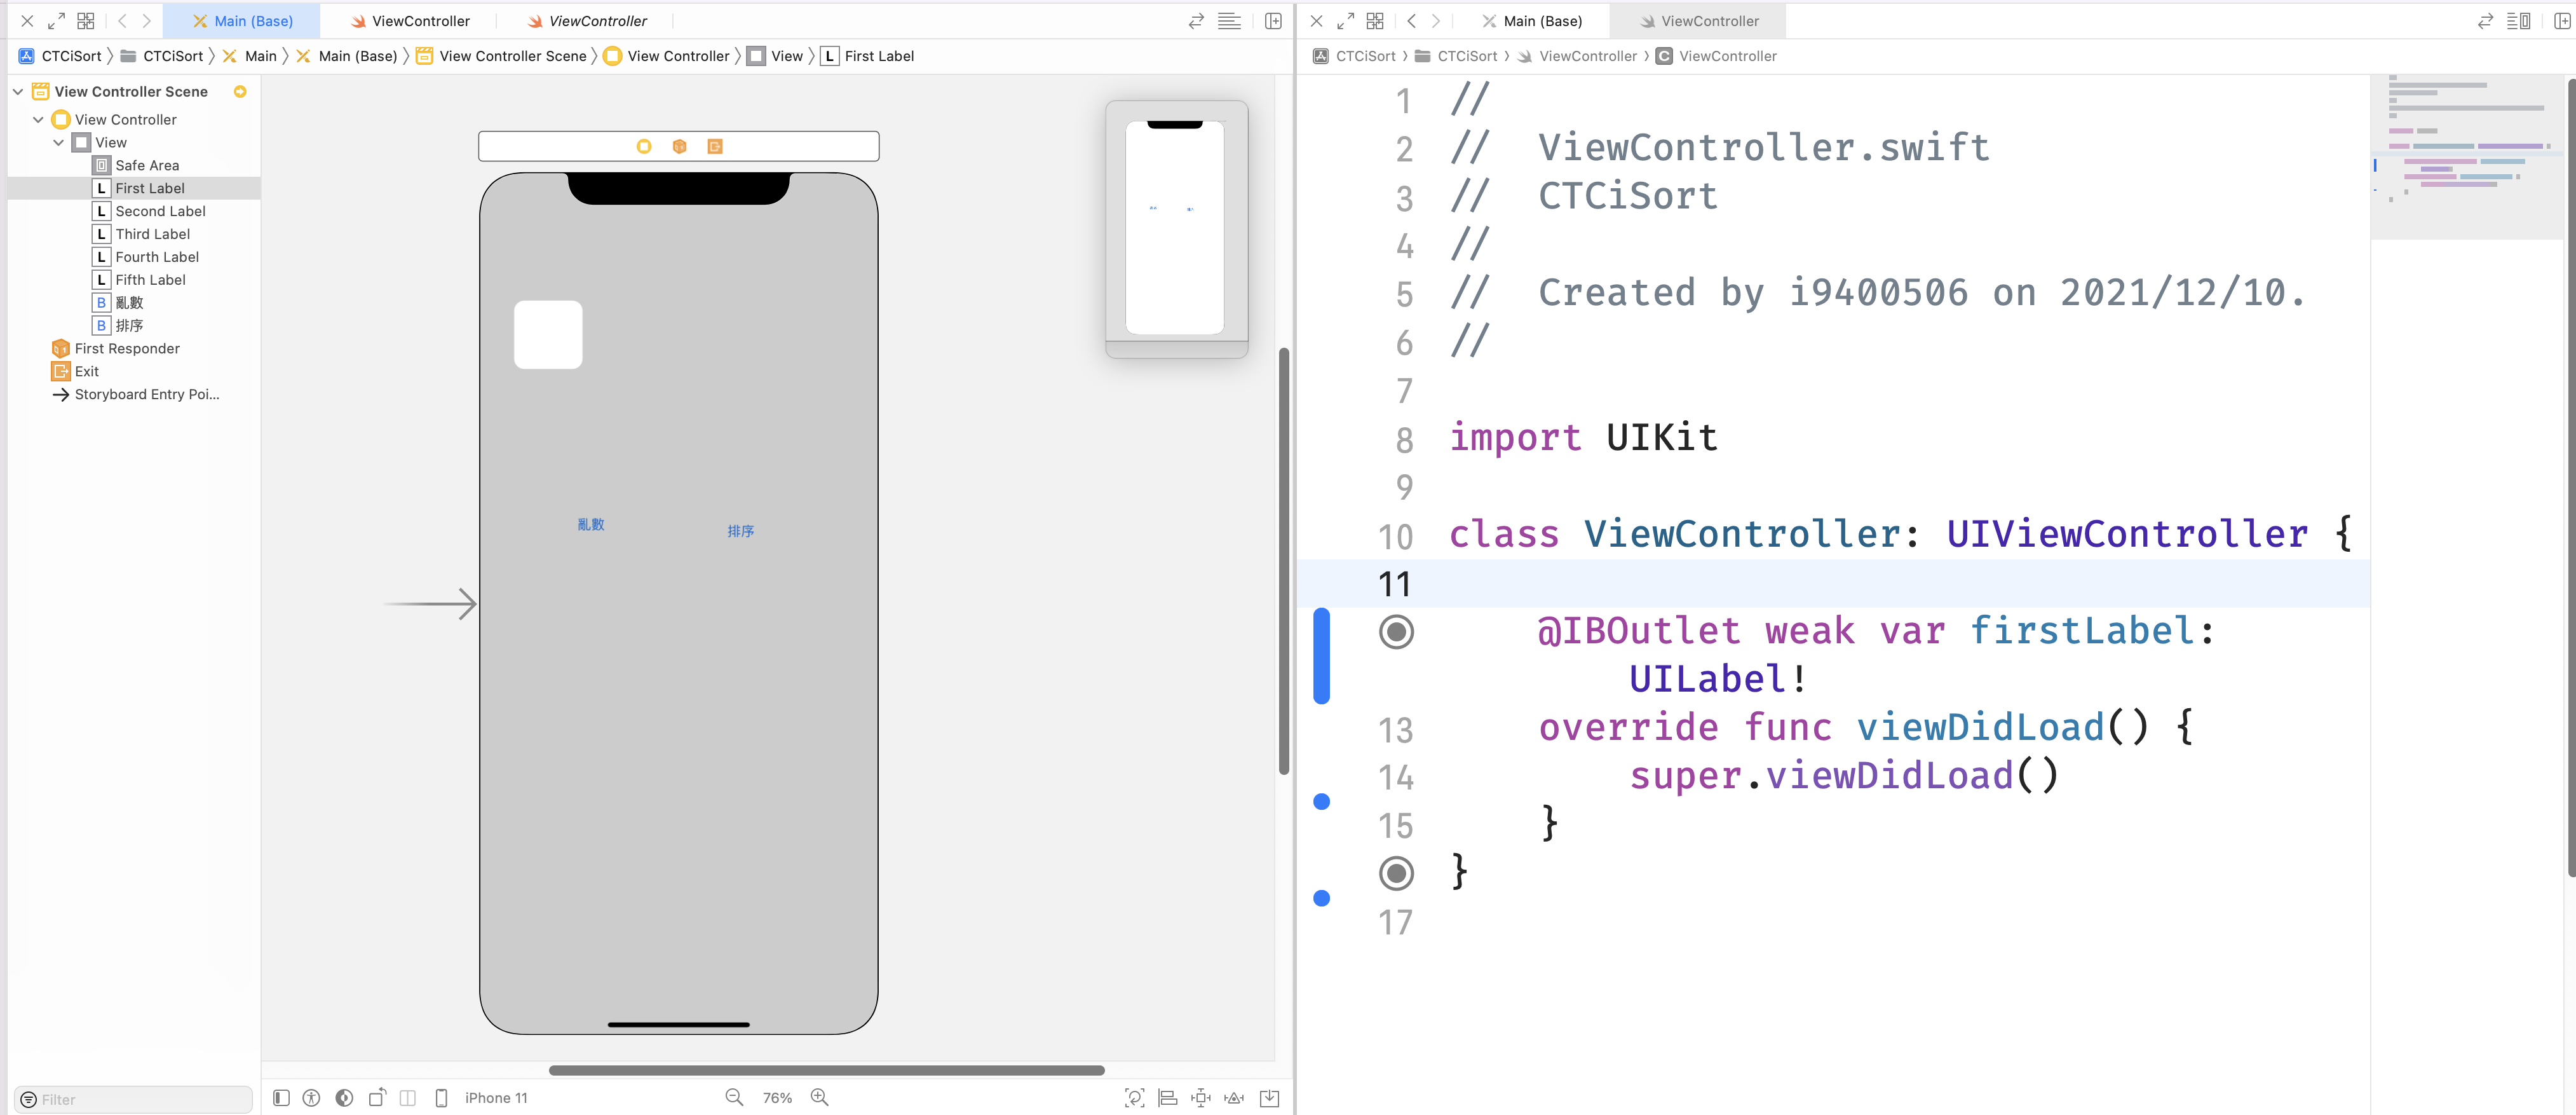 Main (Base)
ViewController
ViewController
CTCiSort
CTCiSort
Main
Main (Base)
View Controller Scene
View Controller
View
L
First Label
View Controller Scene
View Controller
View
Safe Area
L First Label
L Second Label
L Third Label
L Fourth Label
L Fifth Label
B 亂數
B 排序
First Responder
Exit
Storyboard Entry Poi...
Filter
亂數
排序
iPhone 11
76%
Main (Base)
ViewController
CTCiSort
CTCiSort
ViewController
C
ViewController
1 //
2 // ViewController.swift
3 // CTCiSort
4 //
5 // Created by i9400506 on 2021/12/10.
6 //
7
8 import UIKit
9
10 class ViewController: UIViewController {
11
@IBOutlet weak var firstLabel:
UILabel!
13 override func viewDidLoad() {
14 super.viewDidLoad()
15 }
}
17